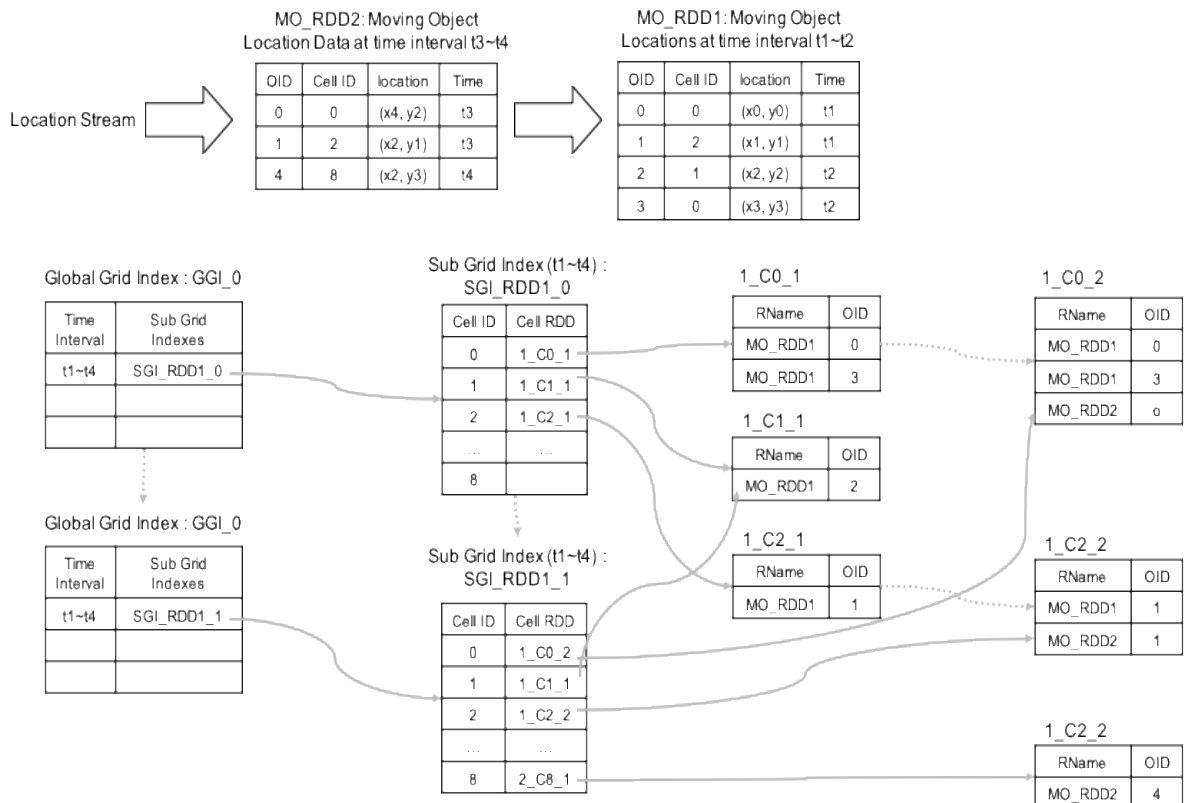 MO_RDD2: Moving Object
Location Data at time interval t3~t4
OID Cell ID location Time
0 0 (x4, y2) t3
1 2 (x2, y1) t3
4 8 (x2, y3) t4
MO_RDD1: Moving Object
Locations at time interval t1~t2
OID Cell ID location Time
0 0 (x0, y0) t1
1 2 (x1, y1) t1
2 1 (x2, y2) t2
3 0 (x3, y3) t2
Location Stream
Global Grid Index : GGI_0
Time
Interval
Sub Grid
Indexes
t1~t4 SGI_RDD1_0
Sub Grid Index (t1~t4) :
SGI_RDD1_0
Cell ID Cell RDD
0 1_C0_1
1 1_C1_1
2 1_C2_1
... ...
8
1_C0_1
RName OID
MO_RDD1 0
MO_RDD1 3
1_C0_2
RName OID
MO_RDD1 0
MO_RDD1 3
MO_RDD2 o
1_C1_1
RName OID
MO_RDD1 2
1_C2_1
RName OID
MO_RDD1 1
1_C2_2
RName OID
MO_RDD1 1
MO_RDD2 1
Global Grid Index : GGI_0
Time
Interval
Sub Grid
Indexes
t1~t4 SGI_RDD1_1
Sub Grid Index (t1~t4) :
SGI_RDD1_1
Cell ID Cell RDD
0 1_C0_2
1 1_C1_1
2 1_C2_2
... ...
8 2_C8_1
1_C2_2
RName OID
MO_RDD2 4